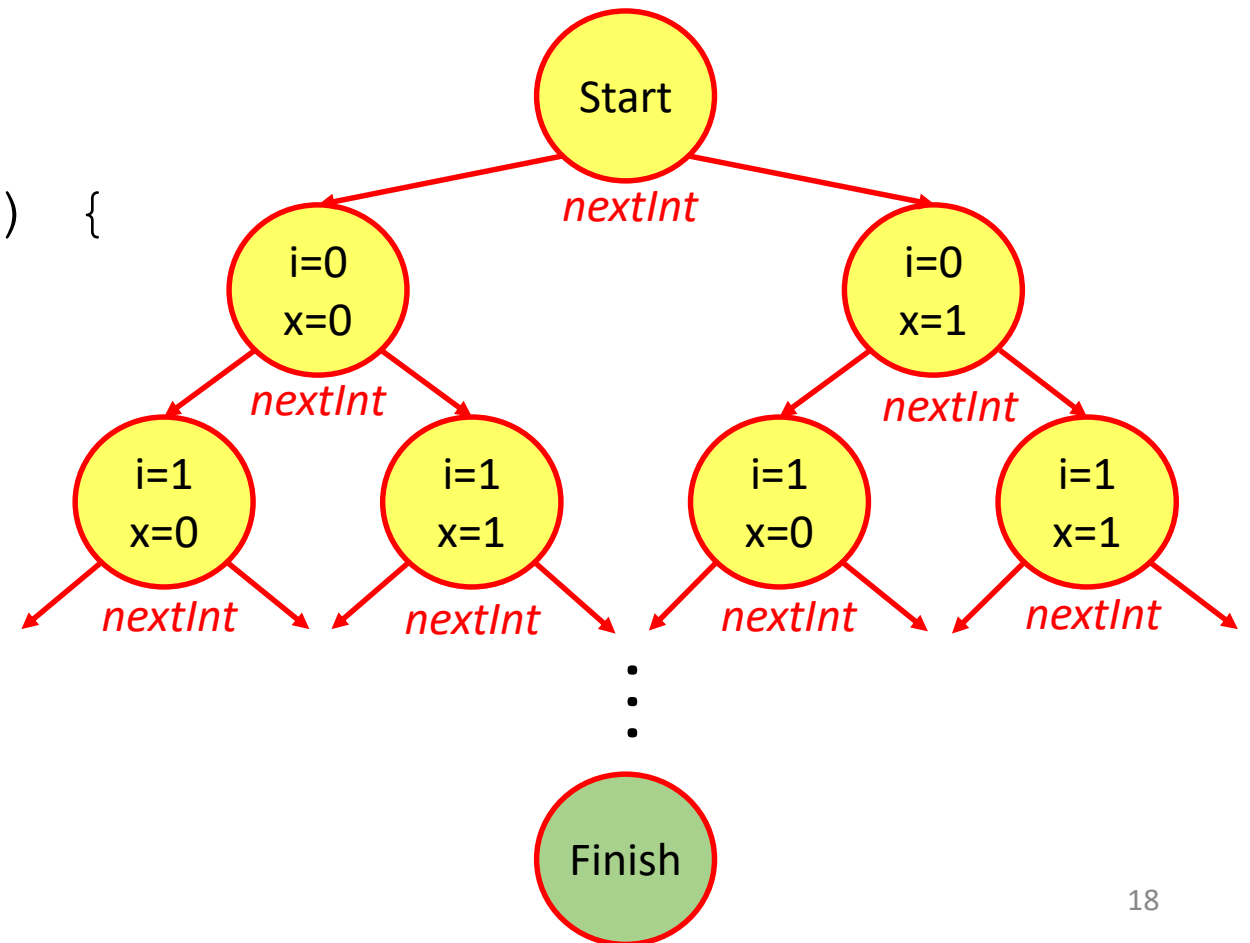 Start
nextInt
) {
i=0
x=0
i=0
x=1
nextInt
nextInt
i=1
x=0
i=1
x=1
i=1
x=0
i=1
x=1
nextInt
nextInt
nextInt
nextInt
Finish
18